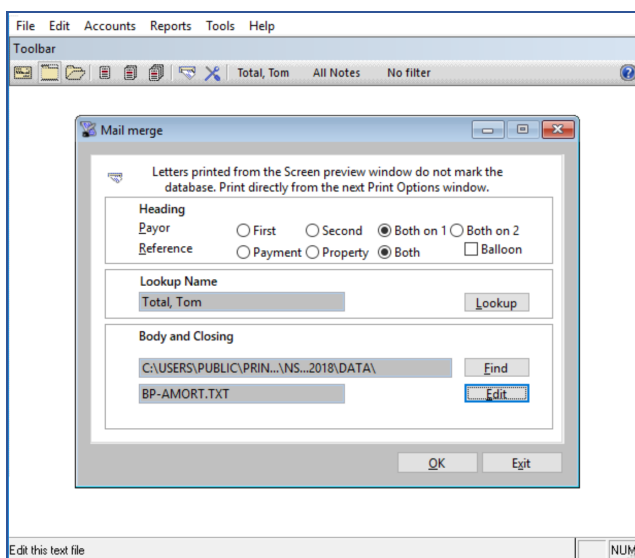 File Edit Accounts Reports Tools Help
Toolbar
Total, Tom All Notes No filter
Mail merge
Letters printed from the Screen preview window do not mark the
database. Print directly from the next Print Options window.
Heading
Payor First Second Both on 1 Both on 2
Reference Payment Property Both Balloon
Lookup Name
Total, Tom Lookup
Body and Closing
C:\USERS\PUBLIC\PRIN...\NS...2018\DATA\ Find
BP-AMORT.TXT Edit
OK Exit
Edit this text file NUM